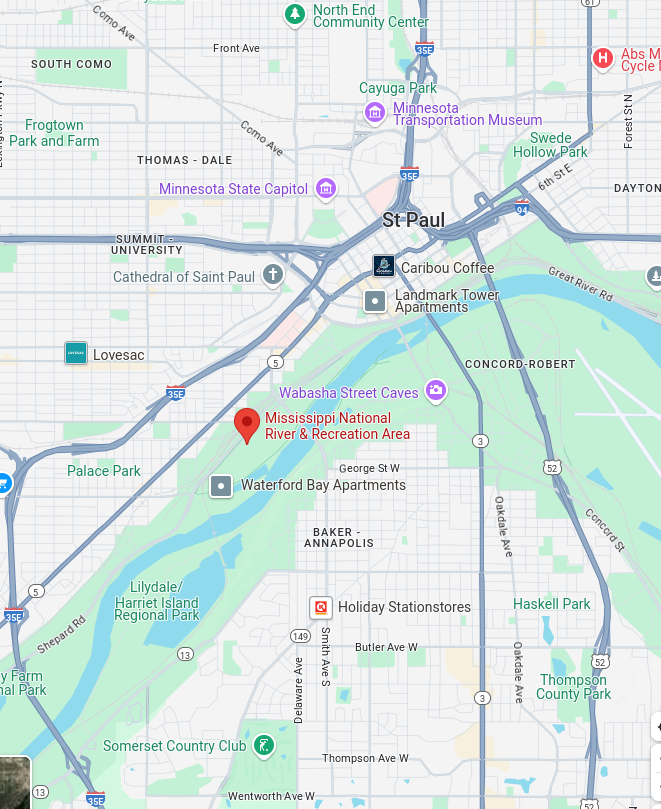 61
North End
Community Center
Como Ave
Front Ave
35E
SOUTH COMO
Abs M
Cycle
Cayuga Park
Minnesota
Transportation Museum
Frogtown
Park and Farm
Como Ave
Forest St N
Swede
Hollow Park
THOMAS - DALE
35E
6th St E
Minnesota State Capitol
DAYTON
94
St Paul
SUMMIT -
UNIVERSITY
Cathedral of Saint Paul
Caribou Coffee
Great River Rd
Landmark Tower
Apartments
Lovesac
5
CONCORD-ROBERT
35E
Wabasha Street Caves
Mississippi National
River & Recreation Area
3
Palace Park
George St W
52
Waterford Bay Apartments
Oakdale Ave
Concord St
BAKER -
ANNAPOLIS
5
Lilydale/
Harriet Island
Regional Park
35E
Holiday Stationstores
Haskell Park
Shepard Rd
149
Smith Ave S
Butler Ave W
13
52
Oakdale Ave
Delaware Ave
y Farm
nal Park
Thompson
County Park
3
Somerset Country Club
Thompson Ave W
13
35E
Wentworth Ave W
52